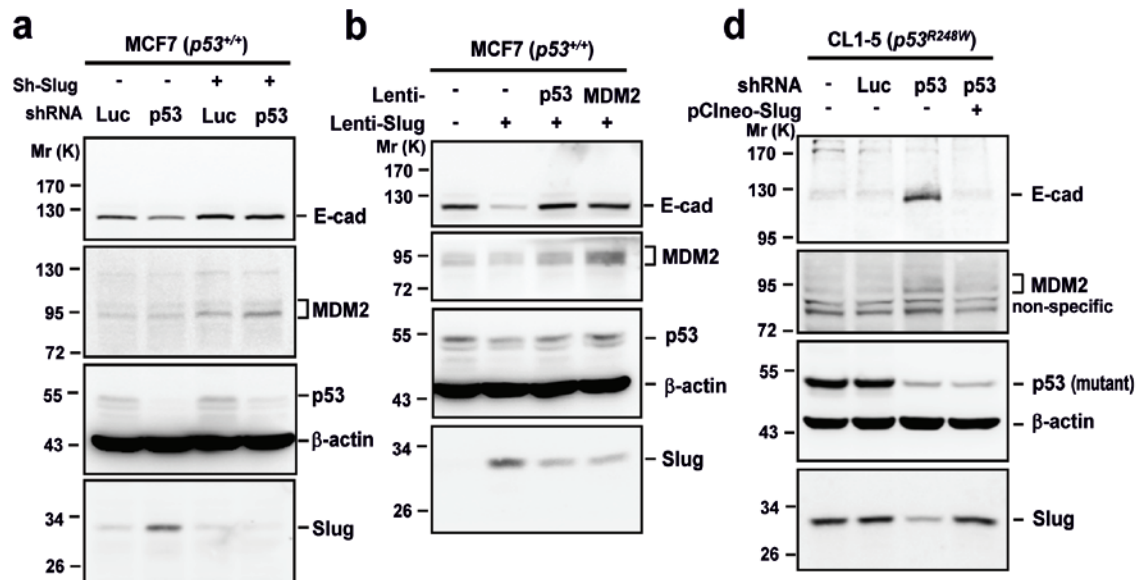 a
MCF7 (p53+/+)
Sh-Slug - - + +
shRNA Luc p53 Luc p53
Mr (K)
170
130
E-cad
130
95
MDM2
72
55
p53
43
β-actin
34
Slug
26
b
MCF7 (p53+/+)
Lenti- - - p53 MDM2
Lenti-Slug - + + +
Mr (K)
170
130
E-cad
95
MDM2
72
55
p53
43
β-actin
34
Slug
26
d
CL1-5 (p53R248W)
shRNA - Luc p53 p53
pCIneo-Slug - - - +
Mr (K)
170
130
E-cad
95
95
MDM2
non-specific
72
55
p53 (mutant)
43
β-actin
34
Slug
26